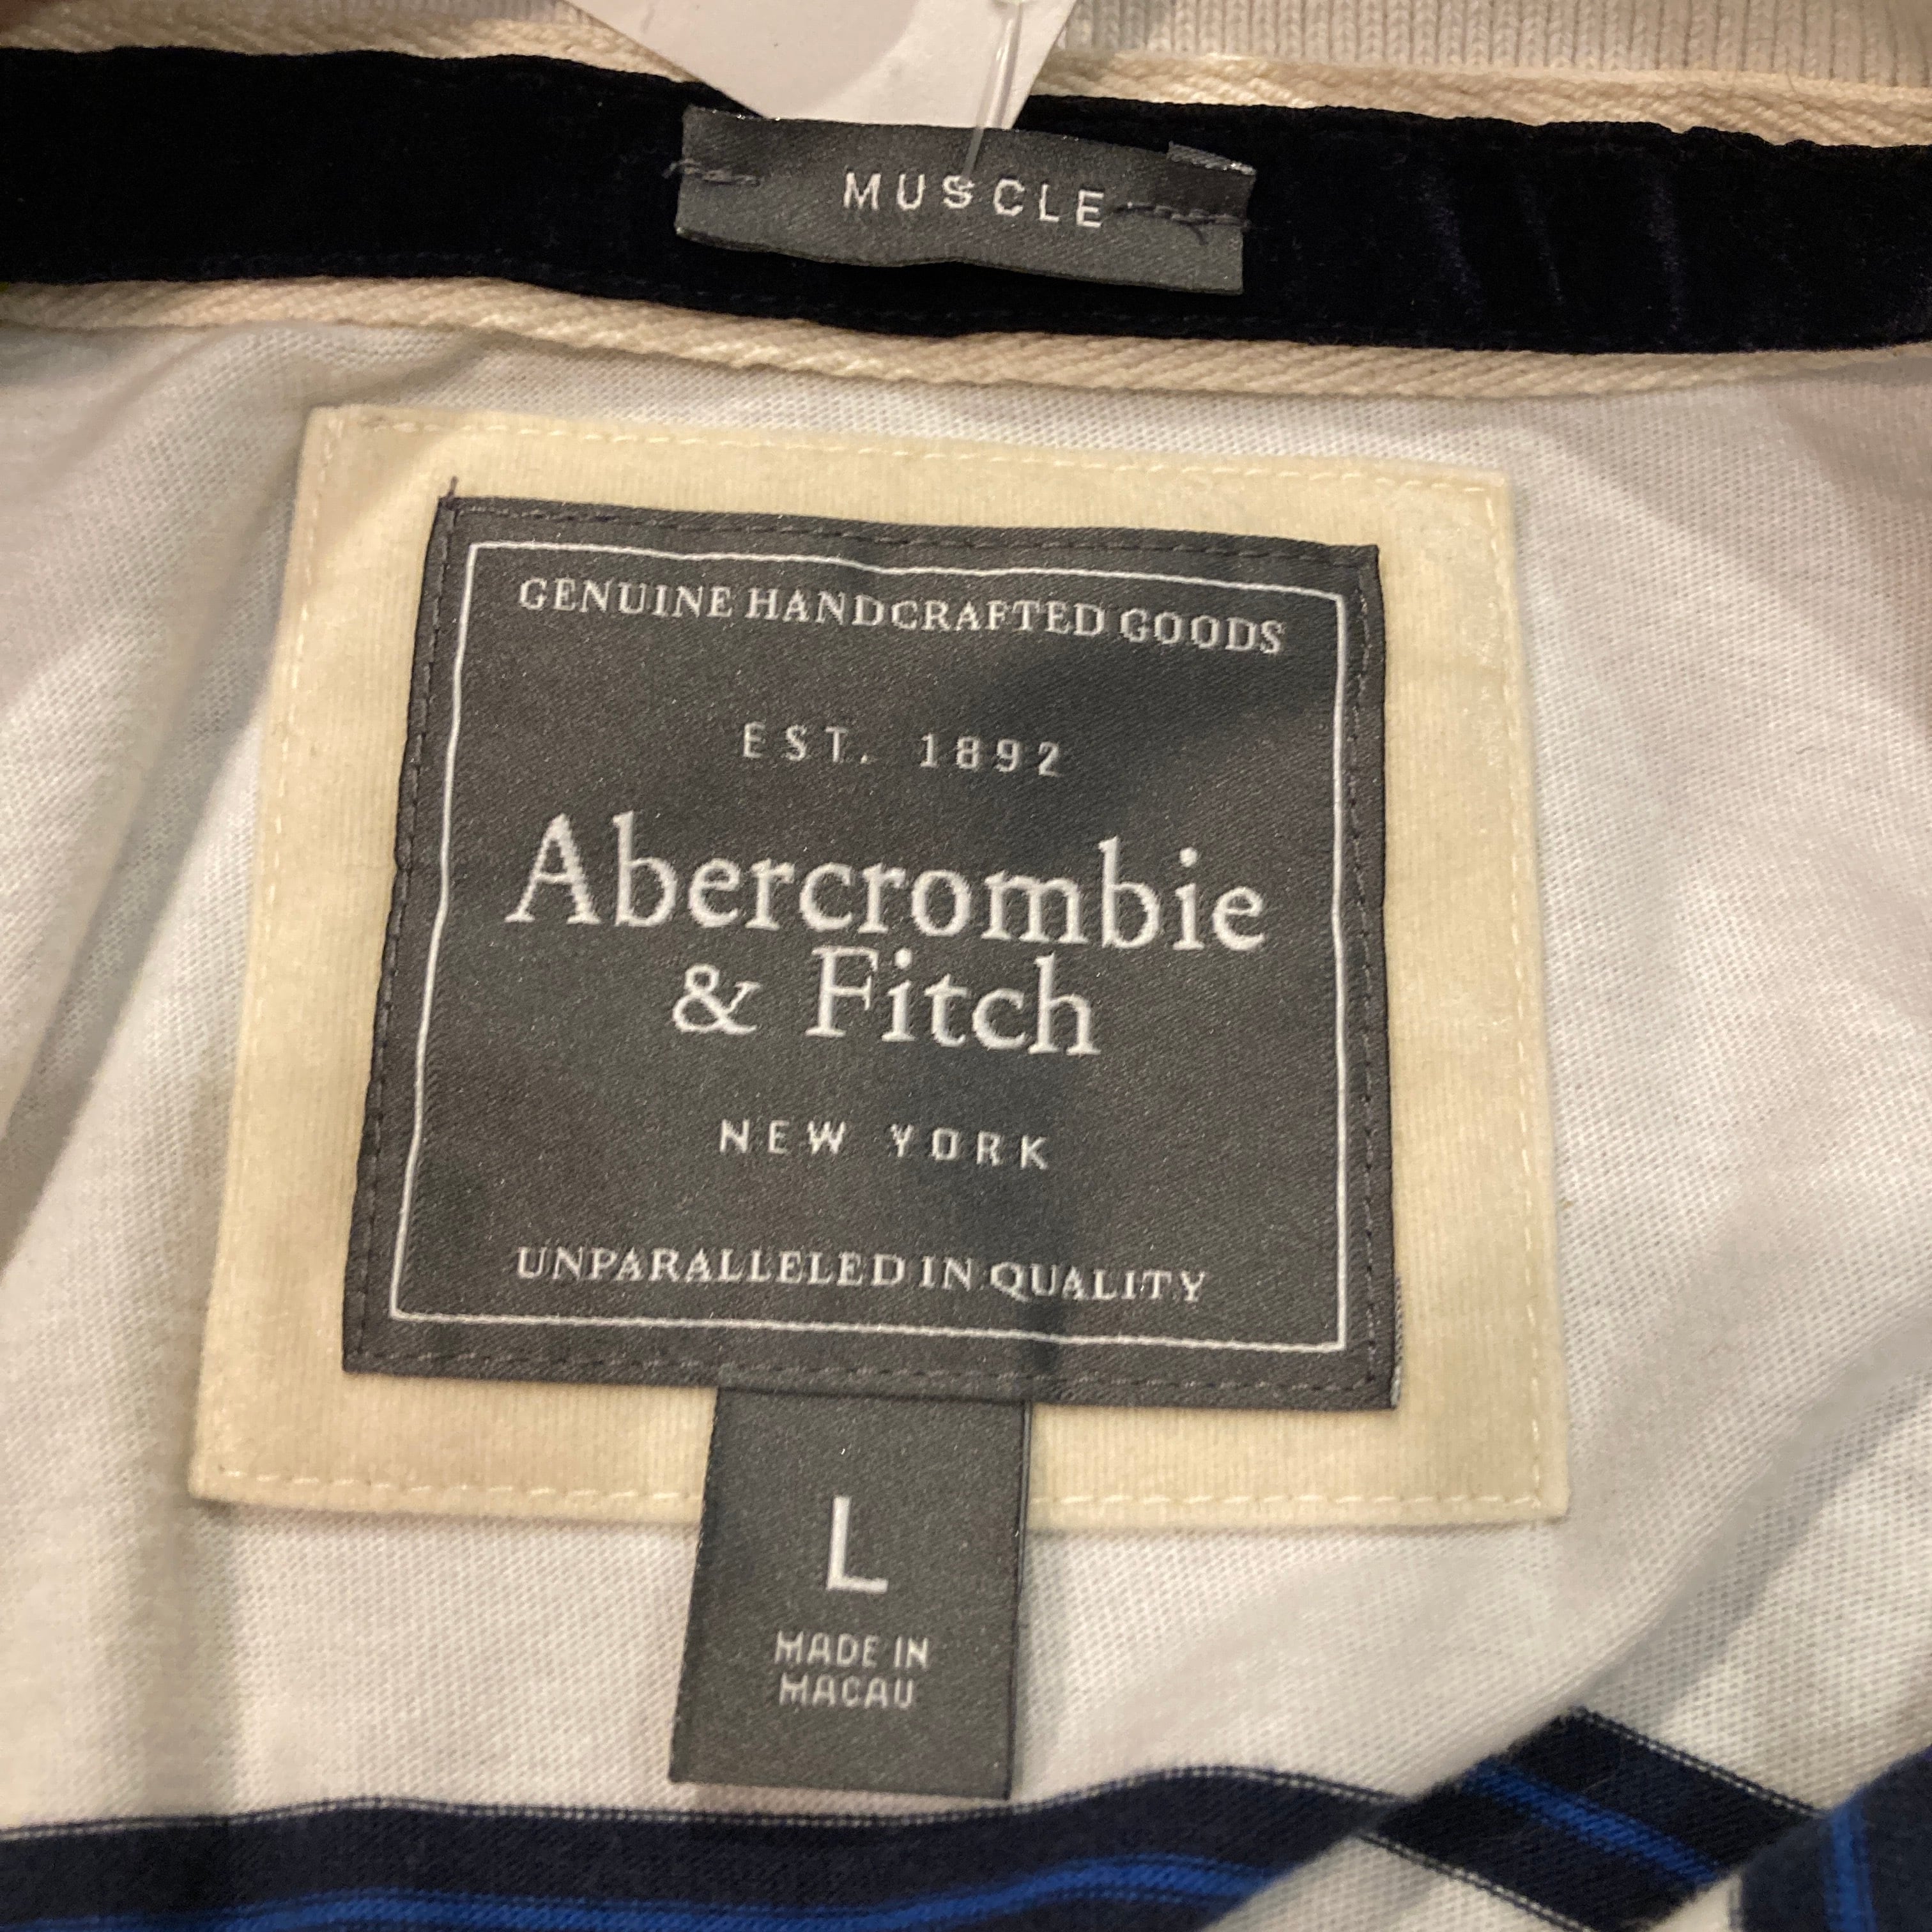 MUSCLE
GENUINE HANDCRAFTED GOODS
EST. 1892
Abercrombie
& Fitch
NEW YORK
UNPARALLELED IN QUALITY
L
MADE IN
MACAU